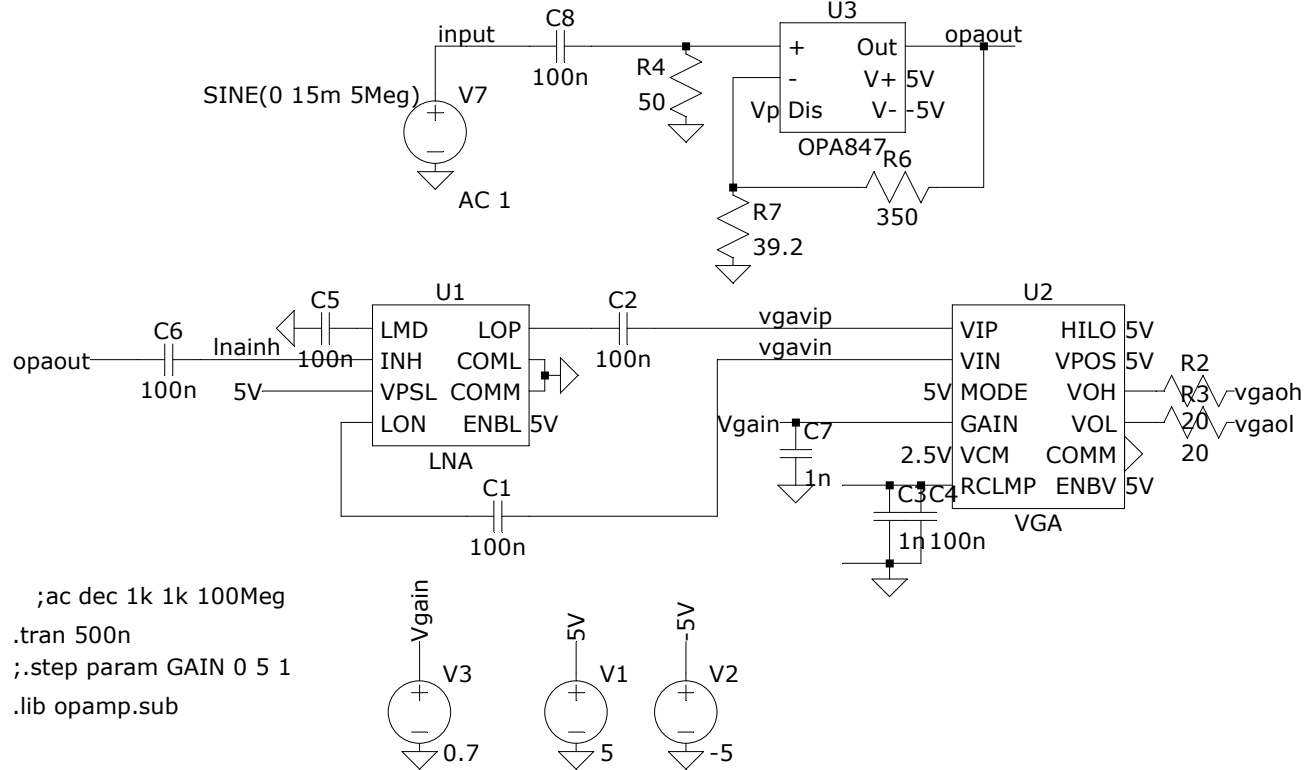 U3
input
C8
opaout
+
Out
R4
100n
-
V+
5V
SINE(0 15m 5Meg)
V7
50
Vp
Dis
V-
-5V
OPA847
R6
AC 1
R7
350
39.2
U1
U2
C5
C2
C6
LMD
LOP
vgavip
VIP
HILO
5V
opaout
lnainh
100n
INH
COML
100n
vgavin
VIN
VPOS
5V
R2
100n
5V
VPSL
COMM
5V
MODE
VOH
R3
vgaoh
LON
ENBL
5V
Vgain
C7
GAIN
VOL
20
vgaol
LNA
2.5V
VCM
COMM
20
1n
C1
RCLMP
ENBV
5V
C3
C4
VGA
100n
1n
100n
;ac dec 1k 1k 100Meg
.tran 500n
;.step param GAIN 0 5 1
.lib opamp.sub
Vgain
5V
-5V
V3
V1
V2
+
+
+
0.7
5
-5